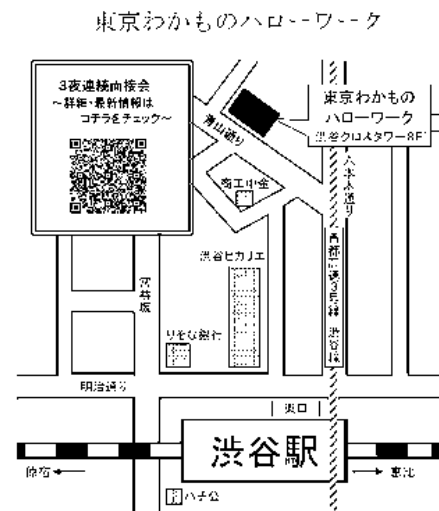 東京わかものハローワーク
3夜連続面接会
～詳細・最新情報は
コチラをチェック～
東京わかもの
ハローワーク
渋谷クロスタワー8F
青山通り
六本木通り
商工中金
渋谷ヒカリエ
首都高速3号線 渋谷線
宮益坂
りそな銀行
明治通り
東口
渋谷駅
原宿
恵比
ハチ公